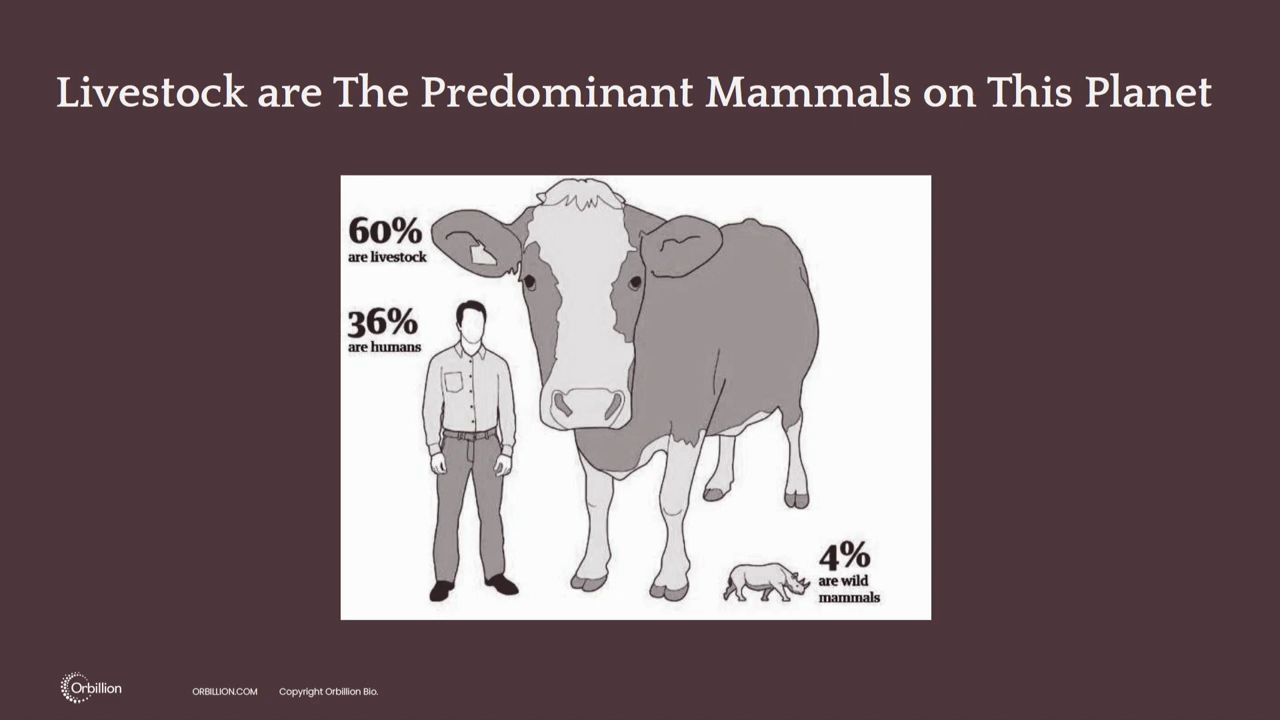 Livestock are The Predominant Mammals on This Planet
60%
are livestock
36%
are humans
4%
are wild
mammals
Orbillion
ORBILLION.COM
Copyright Orbillion Bio.